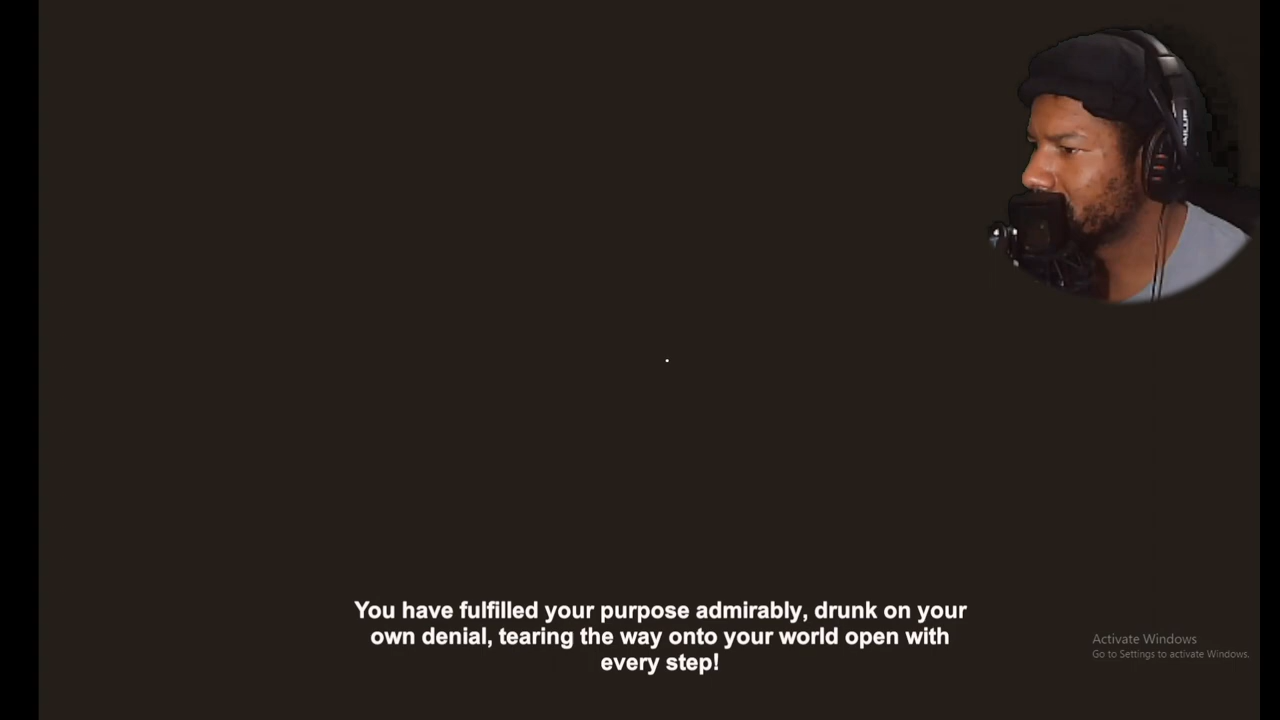 You have fulfilled your purpose admirably, drunk on your
own denial, tearing the way onto your world open with
every step!
Activate Windows
Go to Settings to activate Windows.